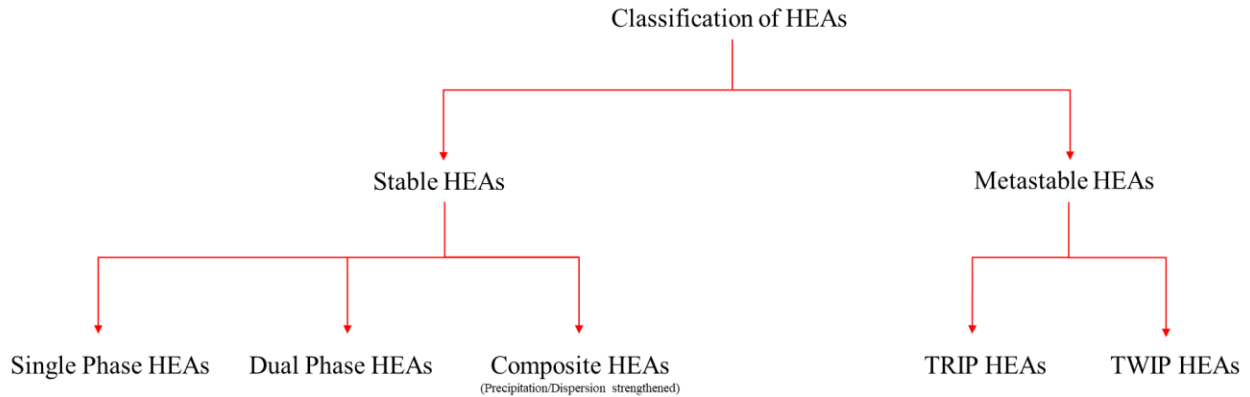 Classification of HEAs
Stable HEAs
Metastable HEAs
Single Phase HEAs
Dual Phase HEAs
Composite HEAs
(Precipitation/Dispersion strengthened)
TRIP HEAs
TWIP HEAs